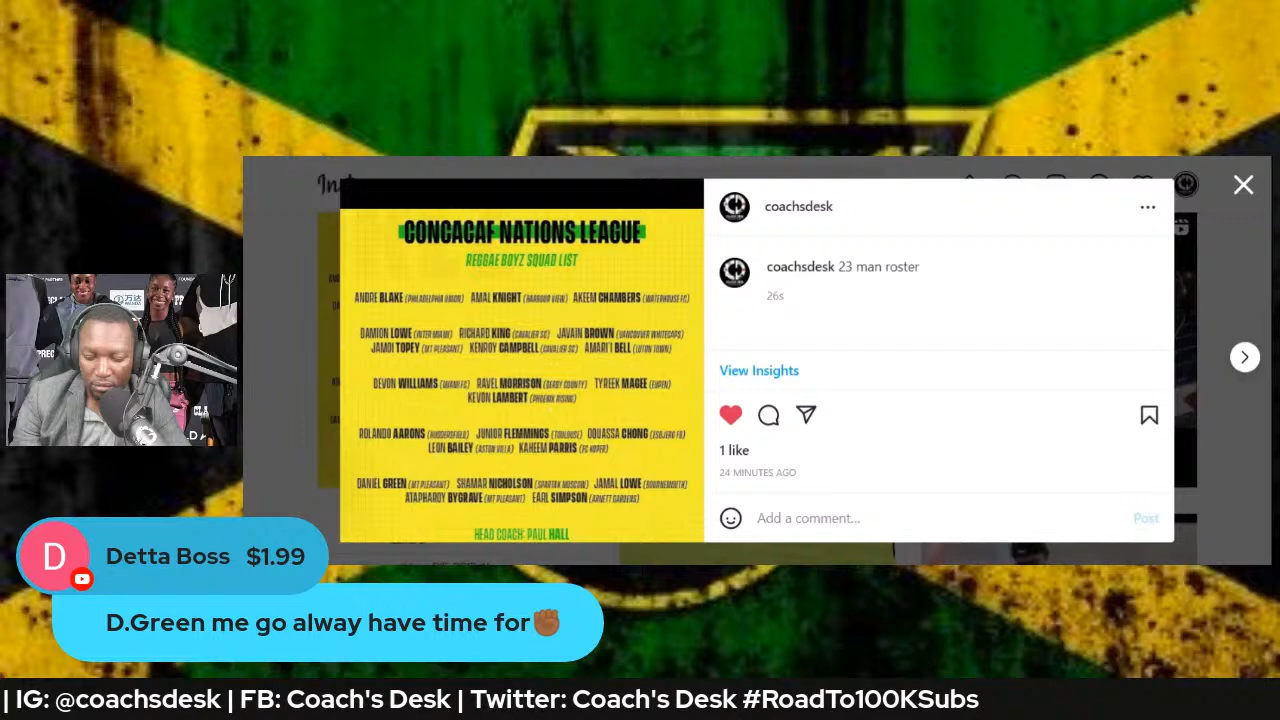 CONCACAF NATIONS LEAGUE
REGGAE BOYZ SQUAD LIST
ANDRE BLAKE (PHILADELPHIA UNION) AMAL KNIGHT (HARBOUR VIEW) AKEEM CHAMBERS (WATERHOUSE FC)
DAMION LOWE (INTER MIAMI) RICHARD KING (CAVALIER SC) JAVAIN BROWN (VANCOUVER WHITECAPS)
JAMOI TOPEY (MT PLEASANT) KENROY CAMPBELL (CAVALIER SC) AMARI'I BELL (LUTON TOWN)
DEVON WILLIAMS (MIAMI FC) RAVEL MORRISON (DERBY COUNTY) TYREEK MAGEE (EUPEN)
KEVON LAMBERT (PHOENIX RISING)
ROLANDO AARONS (HUDDERSFIELD) JUNIOR FLEMMINGS (TOULOUSE) COUASSA CHONG (ESBJERG FB)
LEON BAILEY (ASTON VILLA) KAHEEM PARRIS (FC KOPER)
DANIEL GREEN (MT PLEASANT) SHAMAR NICHOLSON (SPARTAK MOSCOW) JAMAL LOWE (BOURNEMOUTH)
ATAPHAROY BYGRAVE (MT PLEASANT) EARL SIMPSON (ARNETT GARDENS)
HEAD COACH: PAUL HALL
coachsdesk
coachsdesk 23 man roster
26s
View Insights
1 like
24 MINUTES AGO
Add a comment...
Post
D
Detta Boss $1.99
D.Green me go alway have time for✊🏾
| IG: @coachsdesk | FB: Coach's Desk | Twitter: Coach's Desk #RoadTo100KSubs